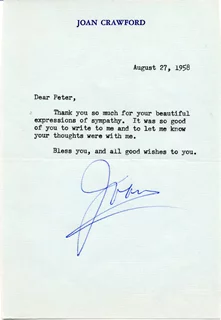 JOAN CRAWFORD
August 27, 1958
Dear Peter,
Thank you so much for your beautiful
expressions of sympathy. It was so good
of you to write to me and to let me know
your thoughts were with me.
Bless you, and all good wishes to you.
Joan